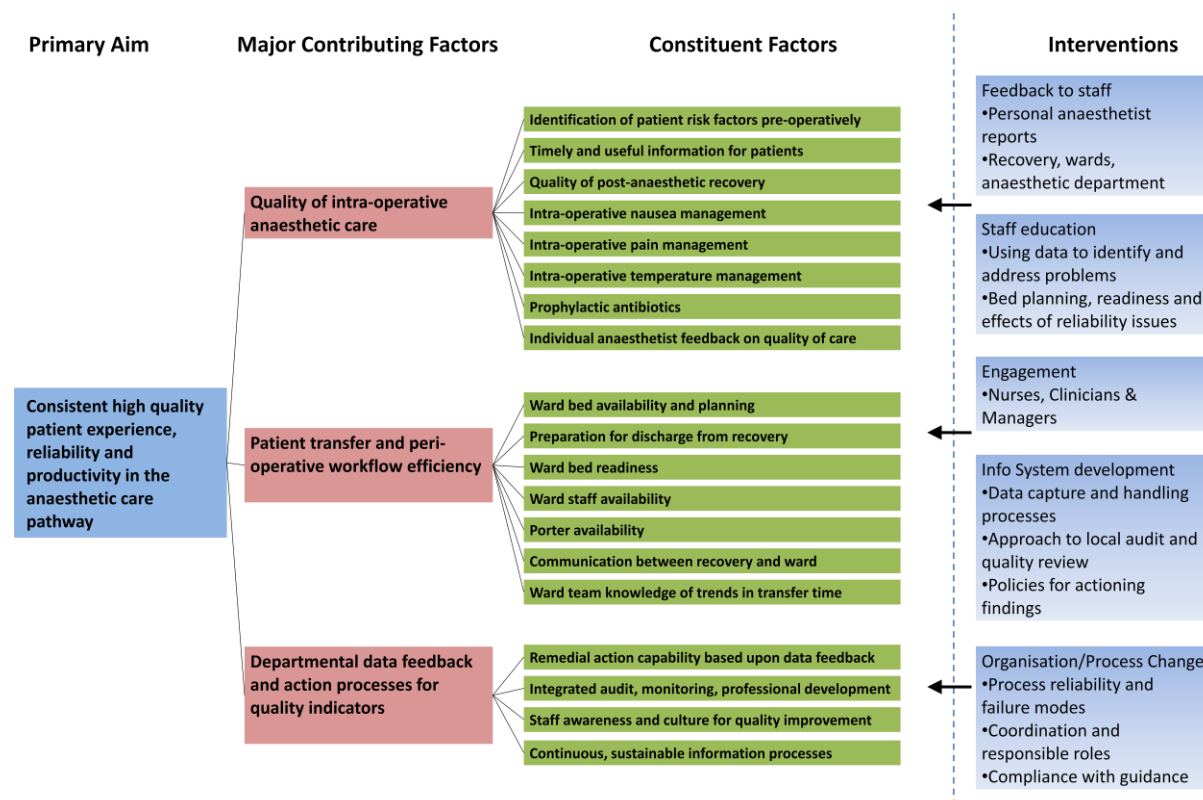 Primary Aim
Major Contributing Factors
Constituent Factors
Interventions
Consistent high quality
patient experience,
reliability and
productivity in the
anaesthetic care
pathway
Quality of intra-operative
anaesthetic care
Identification of patient risk factors pre-operatively
Timely and useful information for patients
Quality of post-anaesthetic recovery
Intra-operative nausea management
Intra-operative pain management
Intra-operative temperature management
Prophylactic antibiotics
Individual anaesthetist feedback on quality of care
Patient transfer and peri-
operative workflow efficiency
Ward bed availability and planning
Preparation for discharge from recovery
Ward bed readiness
Ward staff availability
Porter availability
Communication between recovery and ward
Ward team knowledge of trends in transfer time
Departmental data feedback
and action processes for
quality indicators
Remedial action capability based upon data feedback
Integrated audit, monitoring, professional development
Staff awareness and culture for quality improvement
Continuous, sustainable information processes
Feedback to staff
•Personal anaesthetist
reports
•Recovery, wards,
anaesthetic department
Staff education
•Using data to identify and
address problems
•Bed planning, readiness and
effects of reliability issues
Engagement
•Nurses, Clinicians &
Managers
Info System development
•Data capture and handling
processes
•Approach to local audit and
quality review
•Policies for actioning
findings
Organisation/Process Change
•Process reliability and
failure modes
•Coordination and
responsible roles
•Compliance with guidance